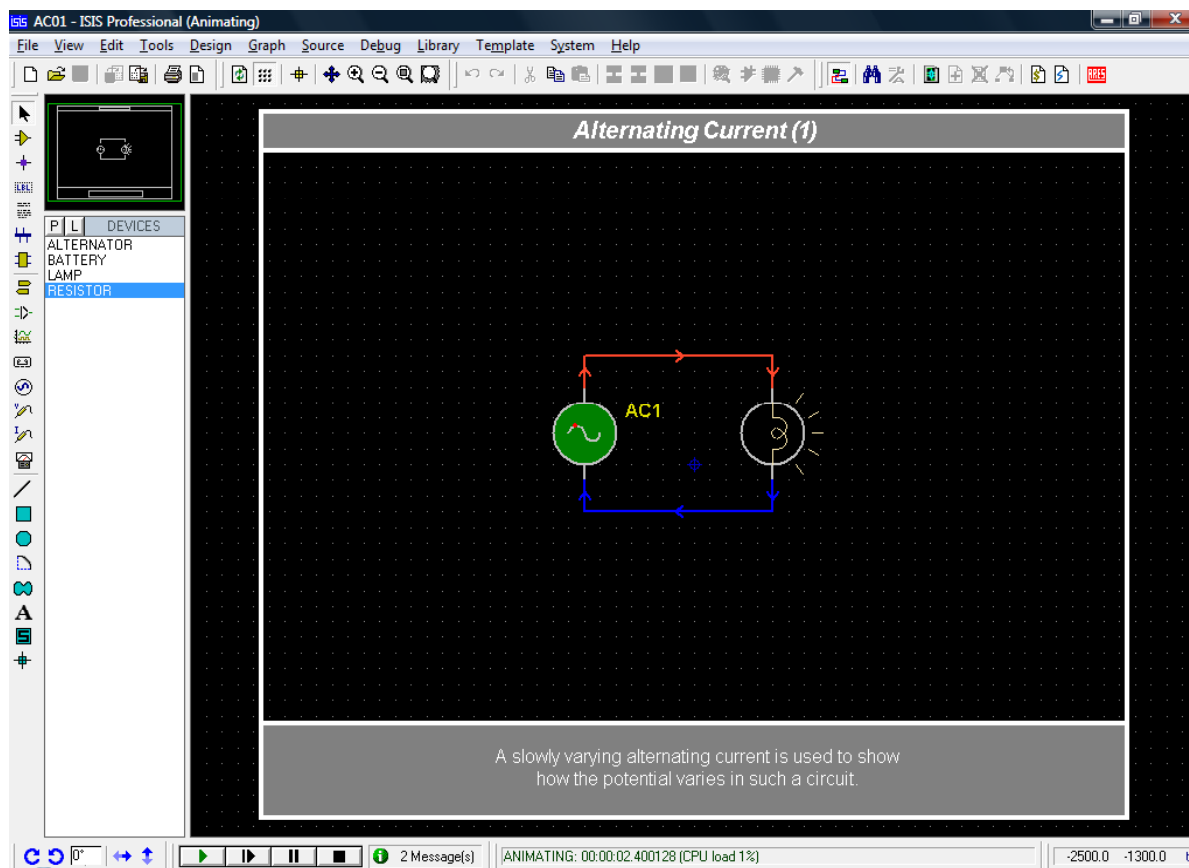 isis AC01 - ISIS Professional (Animating)
File View Edit Tools Design Graph Source Debug Library Template System Help
ARES
LBL
P L DEVICES
ALTERNATOR
BATTERY
LAMP
RESISTOR
Alternating Current (1)
AC1
A
S
A slowly varying alternating current is used to show
how the potential varies in such a circuit.
0° 2 Message(s) ANIMATING: 00:00:02.400128 (CPU load 1%) -2500.0 -1300.0